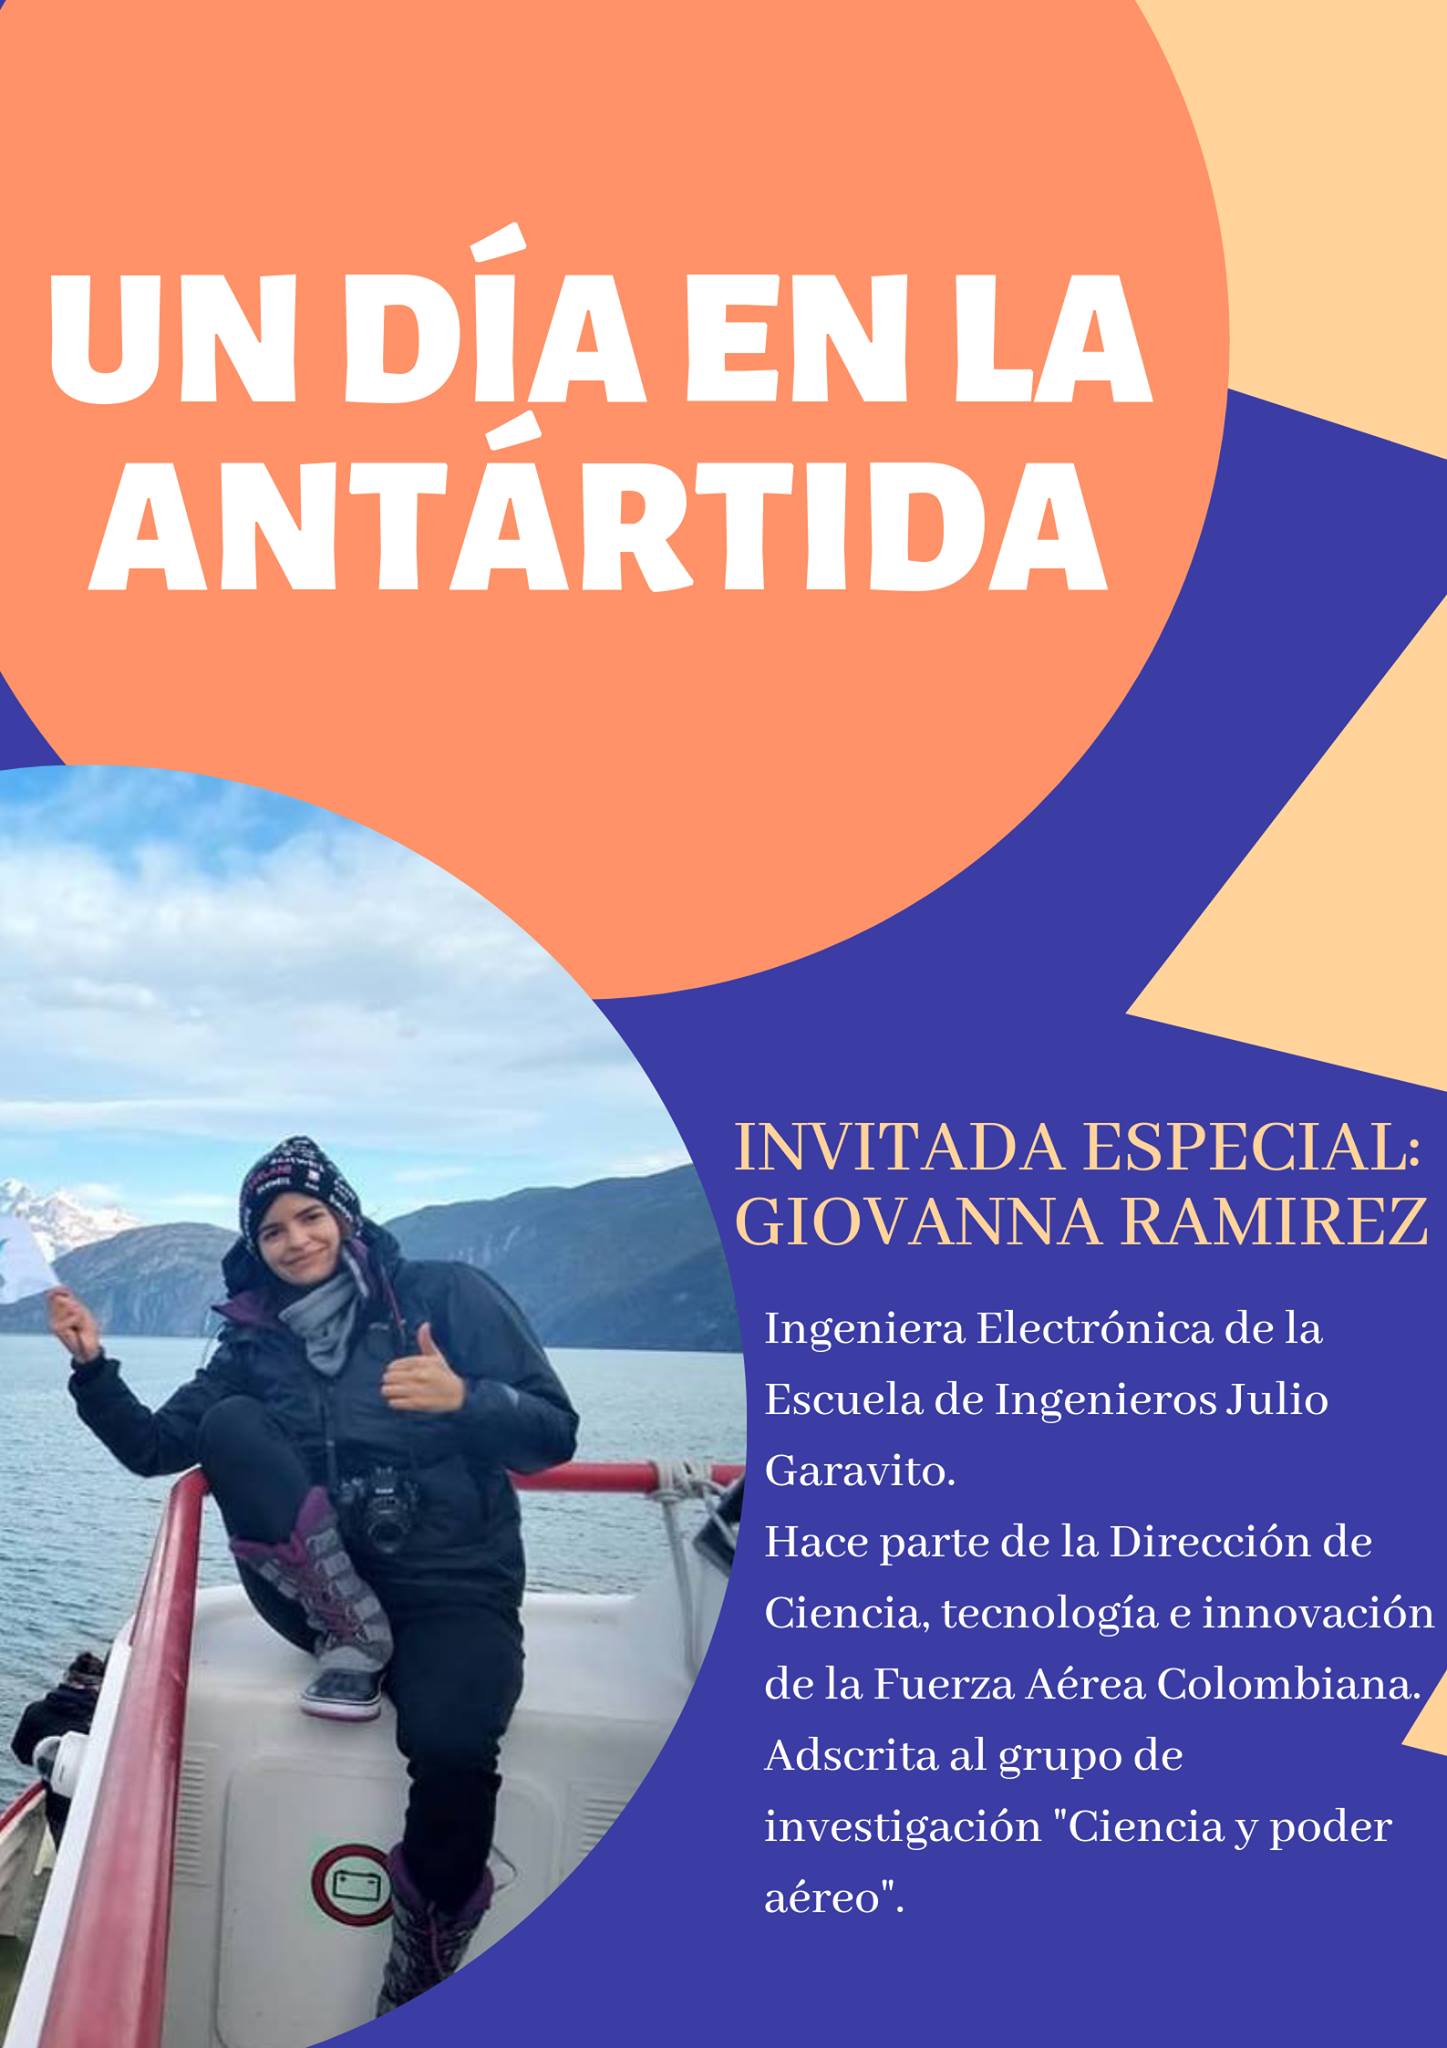 UN DÍA EN LA
ANTÁRTIDA
INVITADA ESPECIAL:
GIOVANNA RAMIREZ
Ingeniera Electrónica de la
Escuela de Ingenieros Julio
Garavito.
Hace parte de la Dirección de
Ciencia, tecnología e innovación
de la Fuerza Aérea Colombiana.
Adscrita al grupo de
investigación "Ciencia y poder
aéreo".